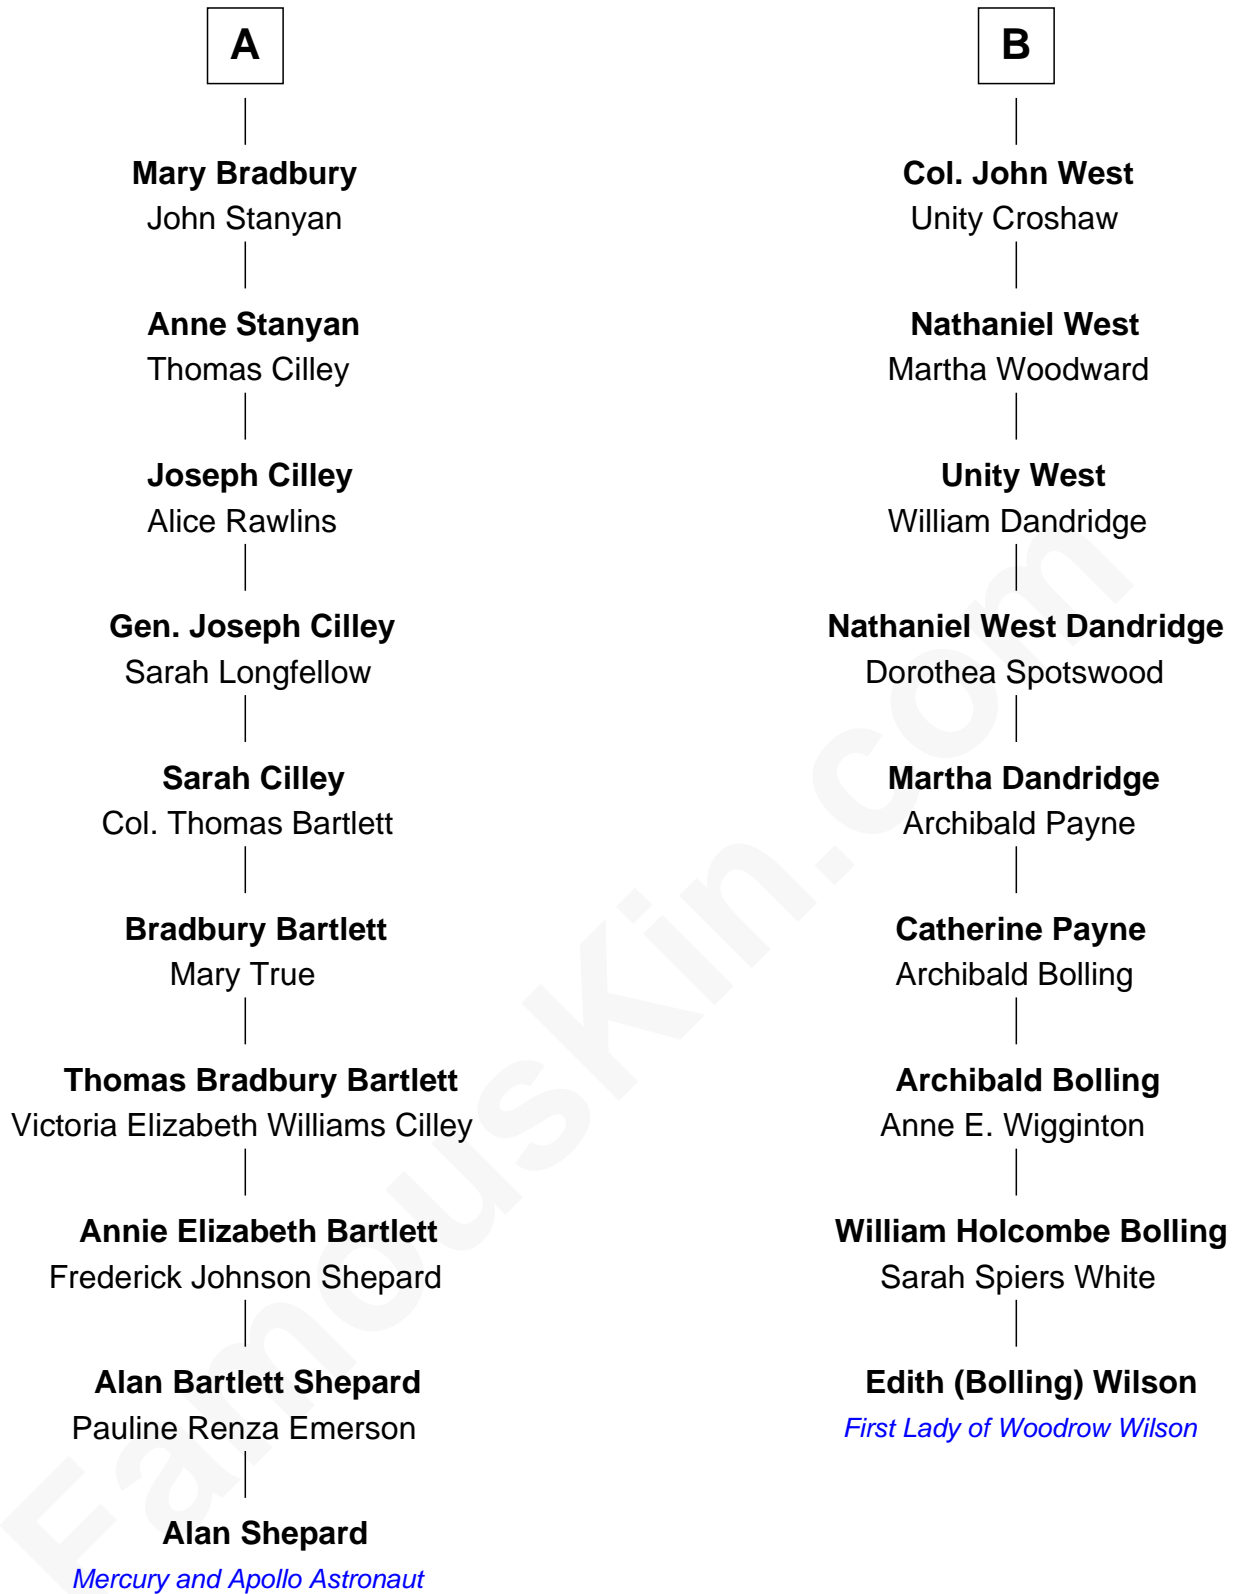 A
Mary Bradbury
John Stanyan
Anne Stanyan
Thomas Cilley
Joseph Cilley
Alice Rawlins
Gen. Joseph Cilley
Sarah Longfellow
Sarah Cilley
Col. Thomas Bartlett
Bradbury Bartlett
Mary True
Thomas Bradbury Bartlett
Victoria Elizabeth Williams Cilley
Annie Elizabeth Bartlett
Frederick Johnson Shepard
Alan Bartlett Shepard
Pauline Renza Emerson
Alan Shepard
Mercury and Apollo Astronaut
B
Col. John West
Unity Croshaw
Nathaniel West
Martha Woodward
Unity West
William Dandridge
Nathaniel West Dandridge
Dorothea Spotswood
Martha Dandridge
Archibald Payne
Catherine Payne
Archibald Bolling
Archibald Bolling
Anne E. Wigginton
William Holcombe Bolling
Sarah Spiers White
Edith (Bolling) Wilson
First Lady of Woodrow Wilson
FamousKin.com